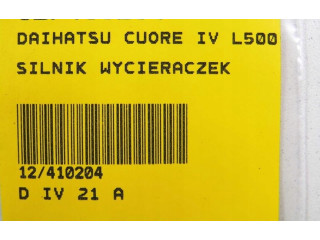 DAIHATSU CUORE IV L500
SILNIK WYCIERACZEK
12/410204
D IV 21 A